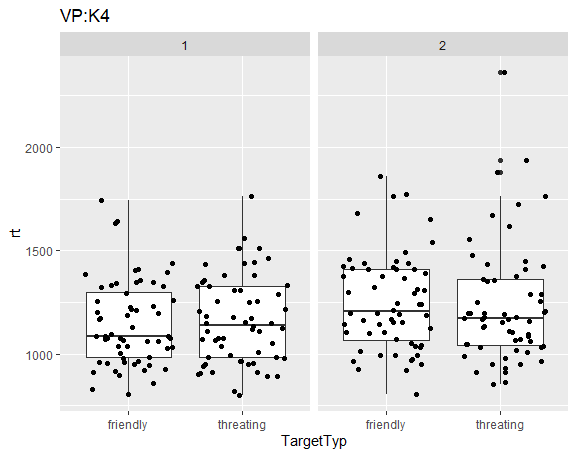 VP:K4
1 2
rt
2000
1500
1000
friendly threating friendly threating
TargetTyp